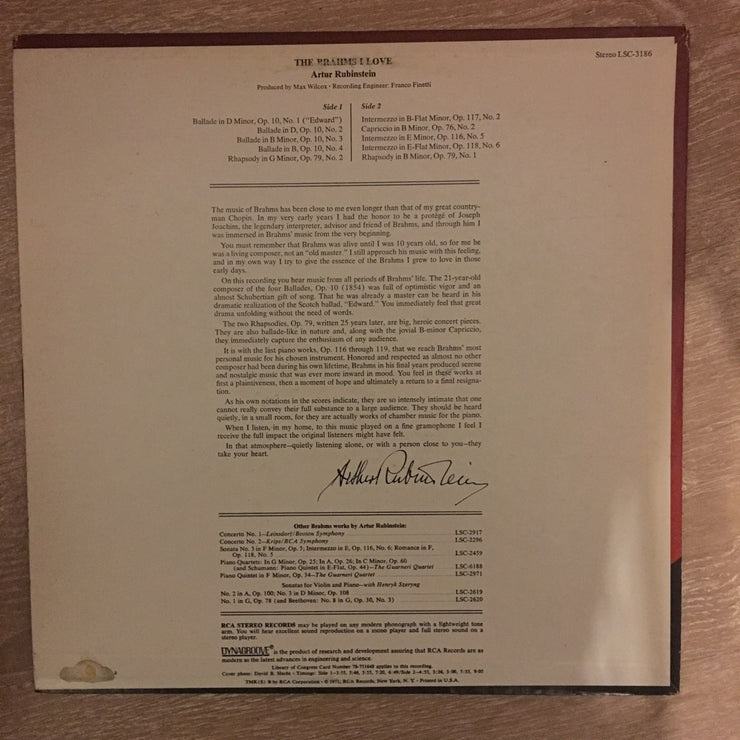 THE BRAHMS I LOVE
Stereo LSC-3186
Artur Rubinstein
Produced by Max Wilcox • Recording Engineer: Franco Finetti
Side 1
Ballade in D Minor, Op. 10, No. 1 ("Edward")
Ballade in D, Op. 10, No. 2
Ballade in B Minor, Op. 10, No. 3
Ballade in B, Op. 10, No. 4
Rhapsody in G Minor, Op. 79, No. 2
Side 2
Intermezzo in B-Flat Minor, Op. 117, No. 2
Capriccio in B Minor, Op. 76, No. 2
Intermezzo in E Minor, Op. 116, No. 5
Intermezzo in E-Flat Minor, Op. 118, No. 6
Rhapsody in B Minor, Op. 79, No. 1
The music of Brahms has been close to me even longer than that of my great country-
man Chopin. In my very early years I had the honor to be a protégé of Joseph
Joachim, the legendary interpreter, advisor and friend of Brahms, and through him I
was immersed in Brahms' music from the very beginning.
You must remember that Brahms was alive until I was 10 years old, so for me he
was a living composer, not an "old master." I still approach his music with this feeling,
and in my own way I try to give the essence of the Brahms I grew to love in those
early days.
On this recording you hear music from all periods of Brahms' life. The 21-year-old
composer of the four Ballades, Op. 10 (1854) was full of optimistic vigor and an
almost Schubertian gift of song. That he was already a master can be heard in his
dramatic realization of the Scotch ballad, "Edward." You immediately feel that great
drama unfolding without the need of words.
The two Rhapsodies, Op. 79, written 25 years later, are big, heroic concert pieces.
They are also ballade-like in nature and, along with the jovial B-minor Capriccio,
they immediately capture the enthusiasm of any audience.
It is with the last piano works, Op. 116 through 119, that we reach Brahms' most
personal music for his chosen instrument. Honored and respected as almost no other
composer had been during his own lifetime, Brahms in his final years produced serene
and nostalgic music that was ever more inward in mood. You feel in these works at
first a plaintiveness, then a moment of hope and ultimately a return to a final resigna-
tion.
As his own notations in the scores indicate, they are so intensely intimate that one
cannot really convey their full substance to a large audience. They should be heard
quietly, in a small room, for they are actually works of chamber music for the piano.
When I listen, in my home, to this music played on a fine gramophone I feel I
receive the full impact the original listeners might have felt.
In that atmosphere—quietly listening alone, or with a person close to you—they
take your heart.
Arthur Rubinstein
Other Brahms works by Artur Rubinstein:
Concerto No. 1—Leinsdorf/Boston Symphony LSC-2917
Concerto No. 2—Krips/RCA Symphony LSC-2296
Sonata No. 3 in F Minor, Op. 5; Intermezzo in E, Op. 116, No. 6; Romance in F,
Op. 118, No. 5 LSC-2459
Piano Quartets: In G Minor, Op. 25; In A, Op. 26; In C Minor, Op. 60
(and Schumann: Piano Quintet in E-Flat, Op. 44)—The Guarneri Quartet LSC-6188
Piano Quintet in F Minor, Op. 34—The Guarneri Quartet LSC-2971
Sonatas for Violin and Piano—with Henryk Szeryng
No. 2 in A, Op. 100; No. 3 in D Minor, Op. 108 LSC-2619
No. 1 in G, Op. 78 (and Beethoven: No. 8 in G, Op. 30, No. 3) LSC-2620
RCA STEREO RECORDS may be played on any modern phonograph with a lightweight tone
arm. You will hear excellent sound reproduction on a mono player and full stereo sound on a
stereo player.
DYNAGROOVE® is the product of research and development assuring that RCA Records are as
modern as the latest advances in engineering and science.
Library of Congress Card Number applies to this recording.
Cover photo: David B. Hecht • Timings: Side
TMK(S) ® by RCA Corporation • © 1971, RCA Records, New York, N. Y. • Printed in U.S.A.